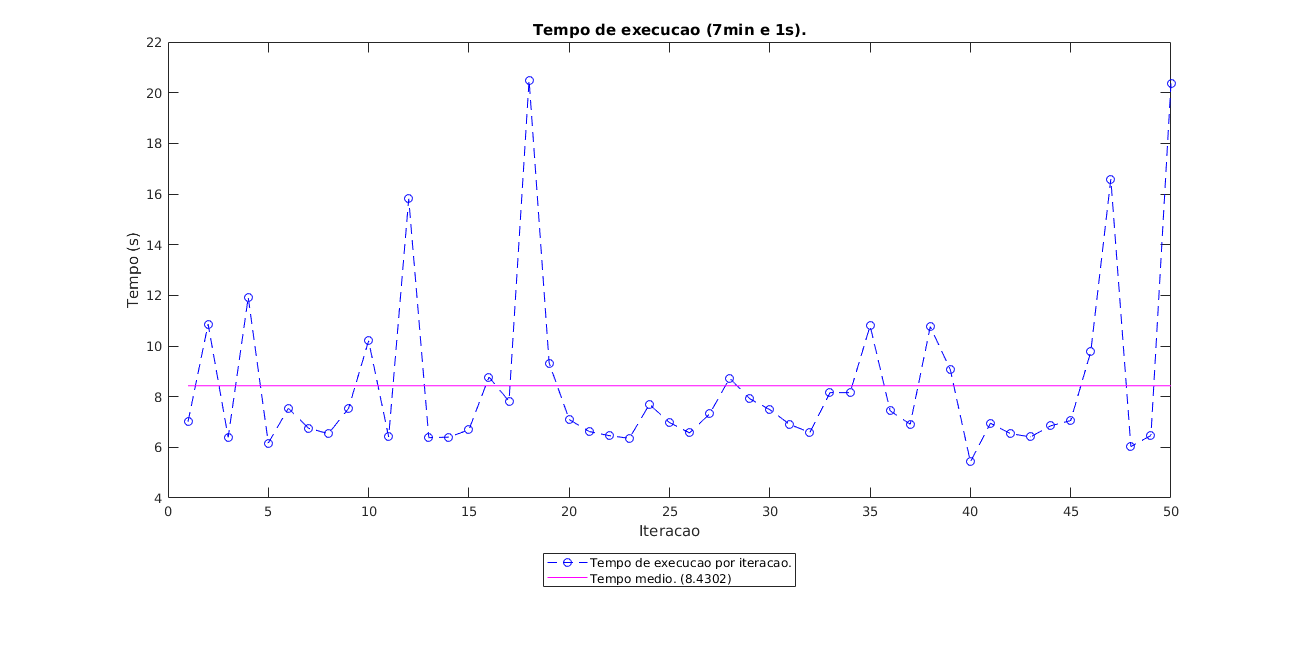 Tempo de execucao (7min e 1s).
22
20
18
16
14
12
10
8
6
4
Tempo (s)
0 5 10 15 20 25 30 35 40 45 50
Iteracao
Tempo de execucao por iteracao.
Tempo medio. (8.4302)